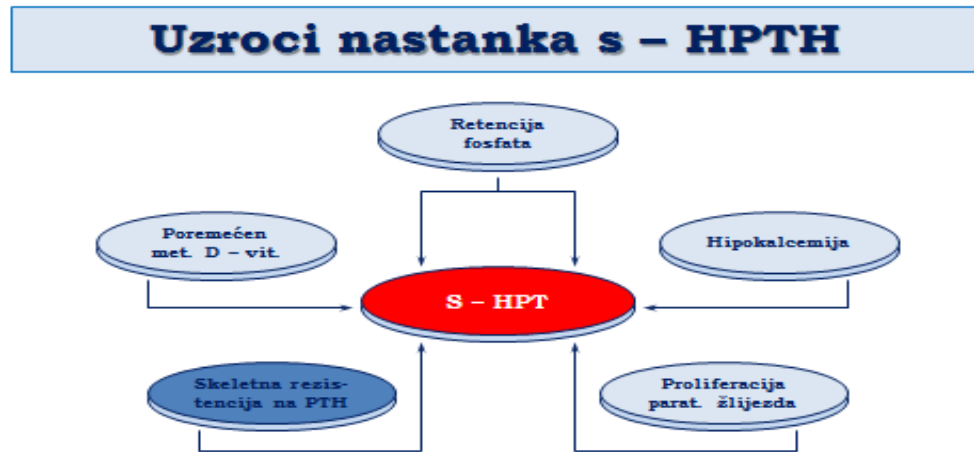 Uzroci nastanka s – HPTH
Retencija
fosfata
Poremećen
met. D – vit.
Hipokalcemija
S – HPT
Skeletna rezis-
tencija na PTH
Proliferacija
parat. žlijezda